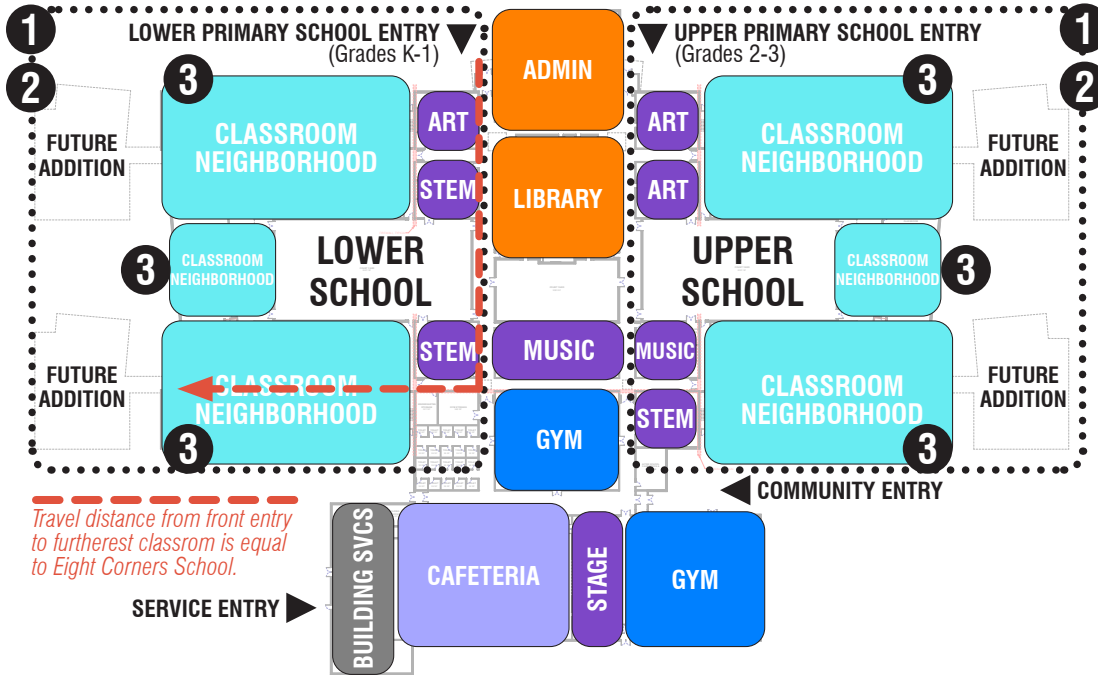 1
LOWER PRIMARY SCHOOL ENTRY
(Grades K-1)
ADMIN
UPPER PRIMARY SCHOOL ENTRY
(Grades 2-3)
1
2
3
3
2
FUTURE
ADDITION
CLASSROOM
NEIGHBORHOOD
ART
STEM
LIBRARY
ART
ART
CLASSROOM
NEIGHBORHOOD
FUTURE
ADDITION
3
CLASSROOM
NEIGHBORHOOD
LOWER
SCHOOL
UPPER
SCHOOL
CLASSROOM
NEIGHBORHOOD
3
FUTURE
ADDITION
CLASSROOM
NEIGHBORHOOD
3
STEM
MUSIC
MUSIC
GYM
STEM
CLASSROOM
NEIGHBORHOOD
3
FUTURE
ADDITION
COMMUNITY ENTRY
Travel distance from front entry
to furtherest classrom is equal
to Eight Corners School.
SERVICE ENTRY
BUILDING SVCS
CAFETERIA
STAGE
GYM